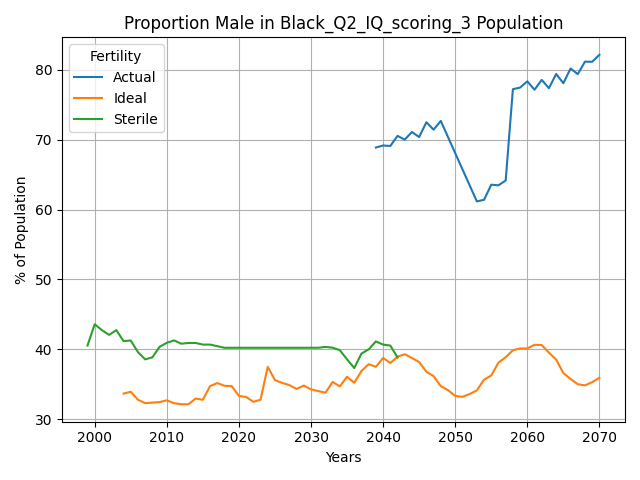 Proportion Male in Black_Q2_IQ_scoring_3 Population
Fertility
Actual
Ideal
Sterile
% of Population
80
70
60
50
40
30
2000 2010 2020 2030 2040 2050 2060 2070
Years